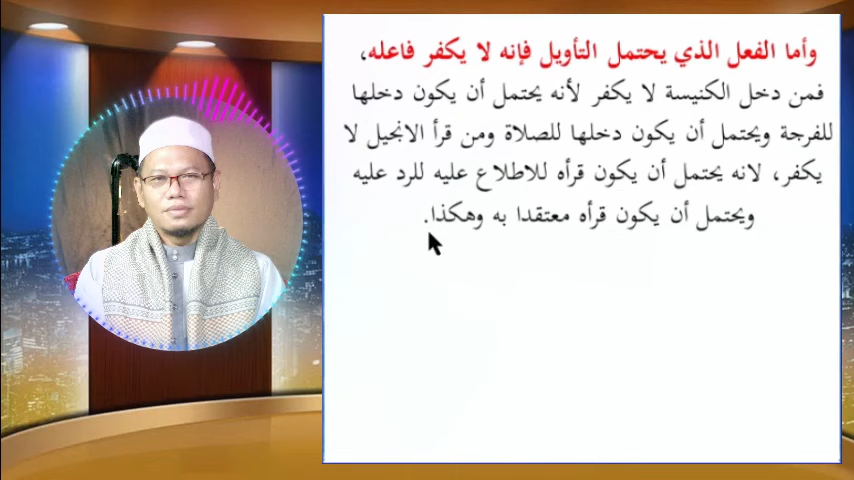 وأما الفعل الذي يحتمل التأويل فإنه لا يكفر فاعله،
فمن دخل الكنيسة لا يكفر لأنه يحتمل أن يكون دخلها
للفرجة ويحتمل أن يكون دخلها للصلاة ومن قرأ الانجيل لا
يكفر، لانه يحتمل أن يكون قرأه للاطلاع عليه للرد عليه
ويحتمل أن يكون قرأه معتقدا به وهكذا.